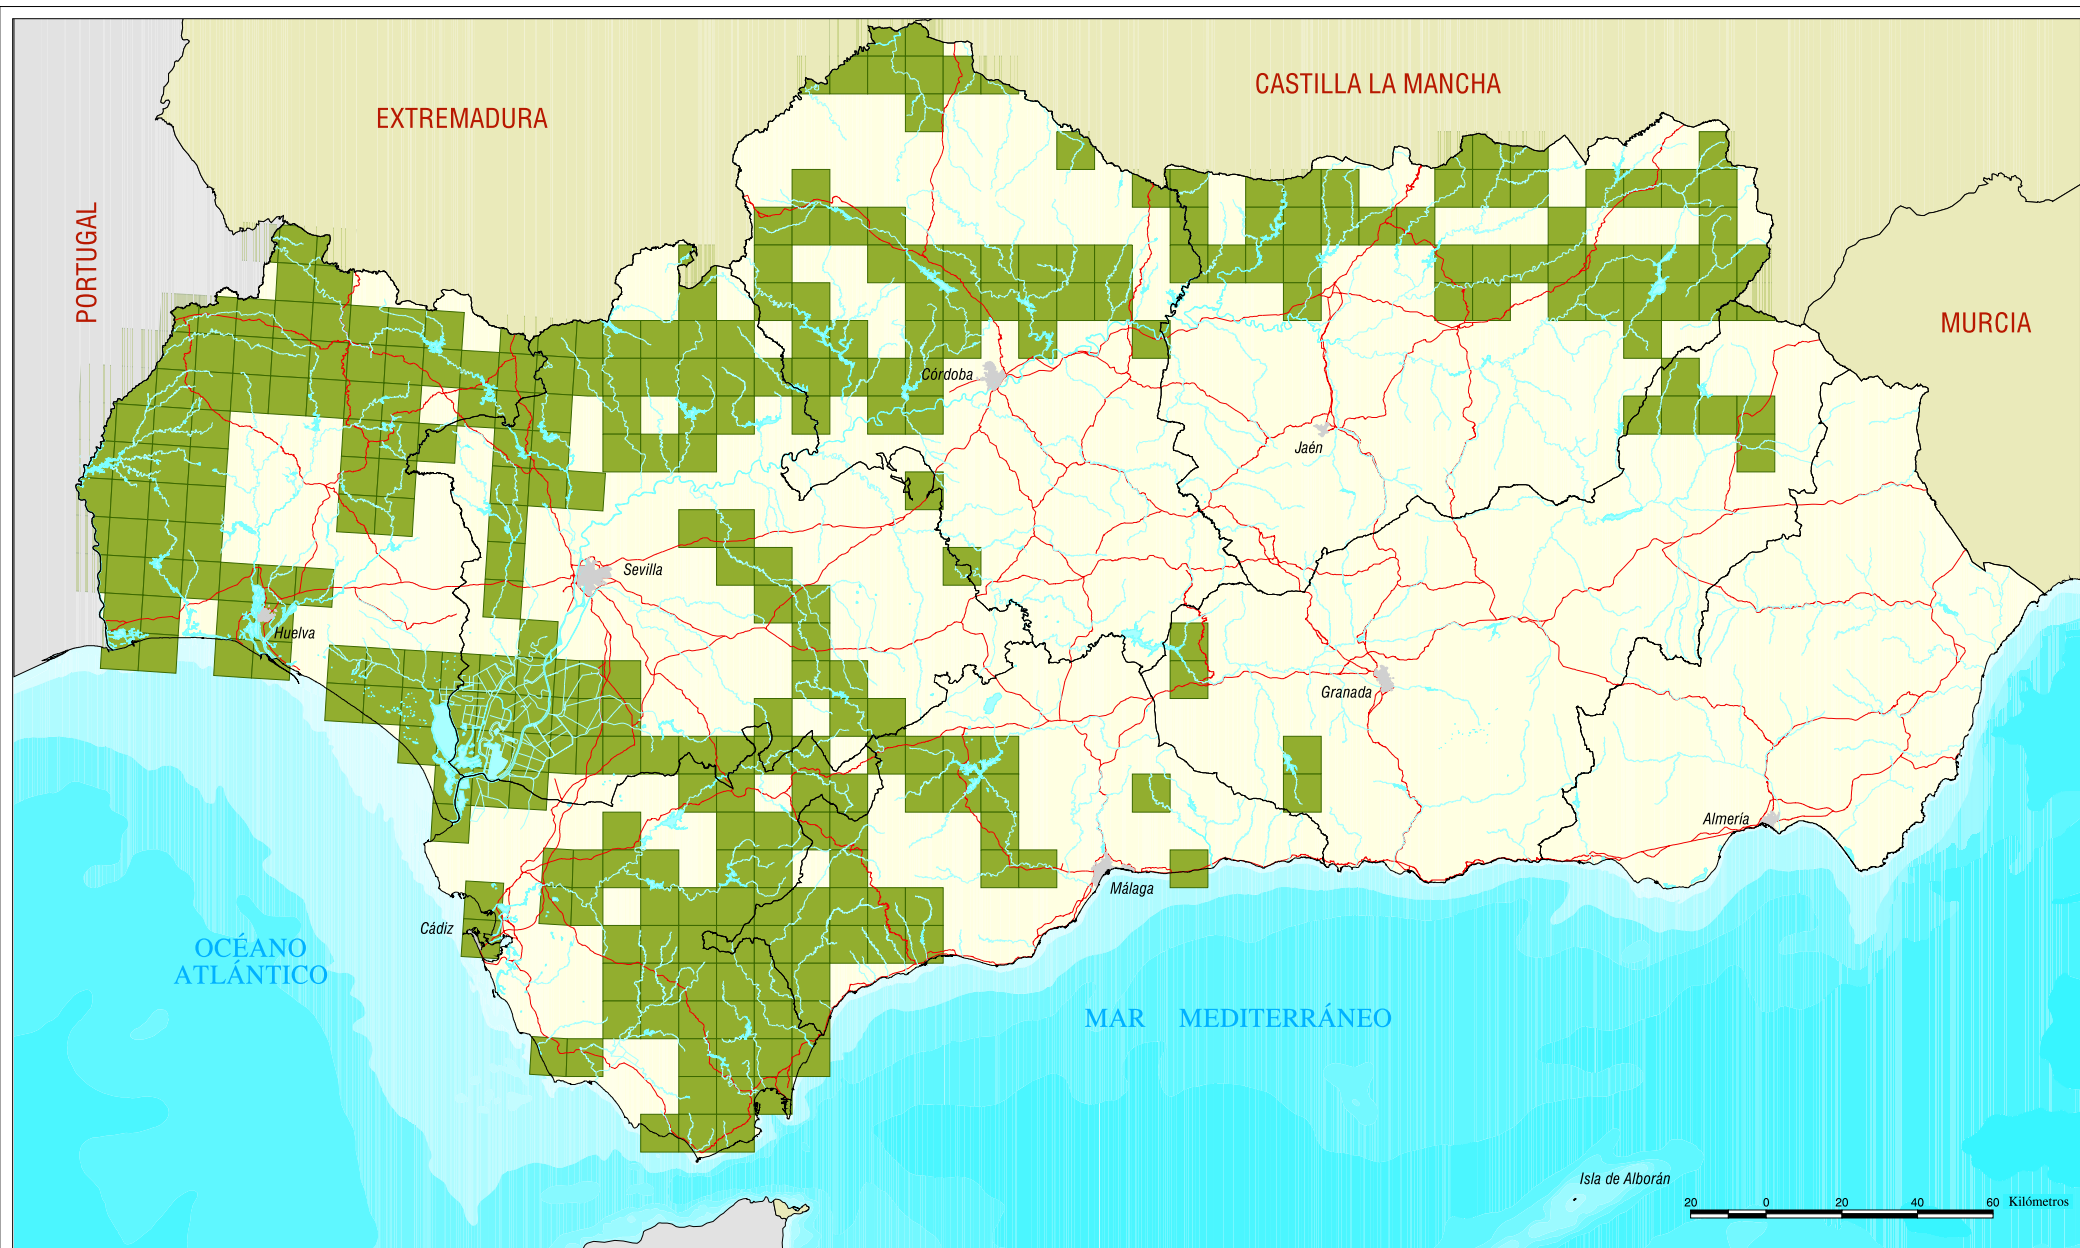 CASTILLA LA MANCHA
EXTREMADURA
PORTUGAL
MURCIA
Córdoba
Jaén
Sevilla
Huelva
Granada
Almería
Málaga
Cádiz
OCÉANO
ATLÁNTICO
MAR MEDITERRÁNEO
Isla de Alborán
20 0 20 40 60 Kilómetros